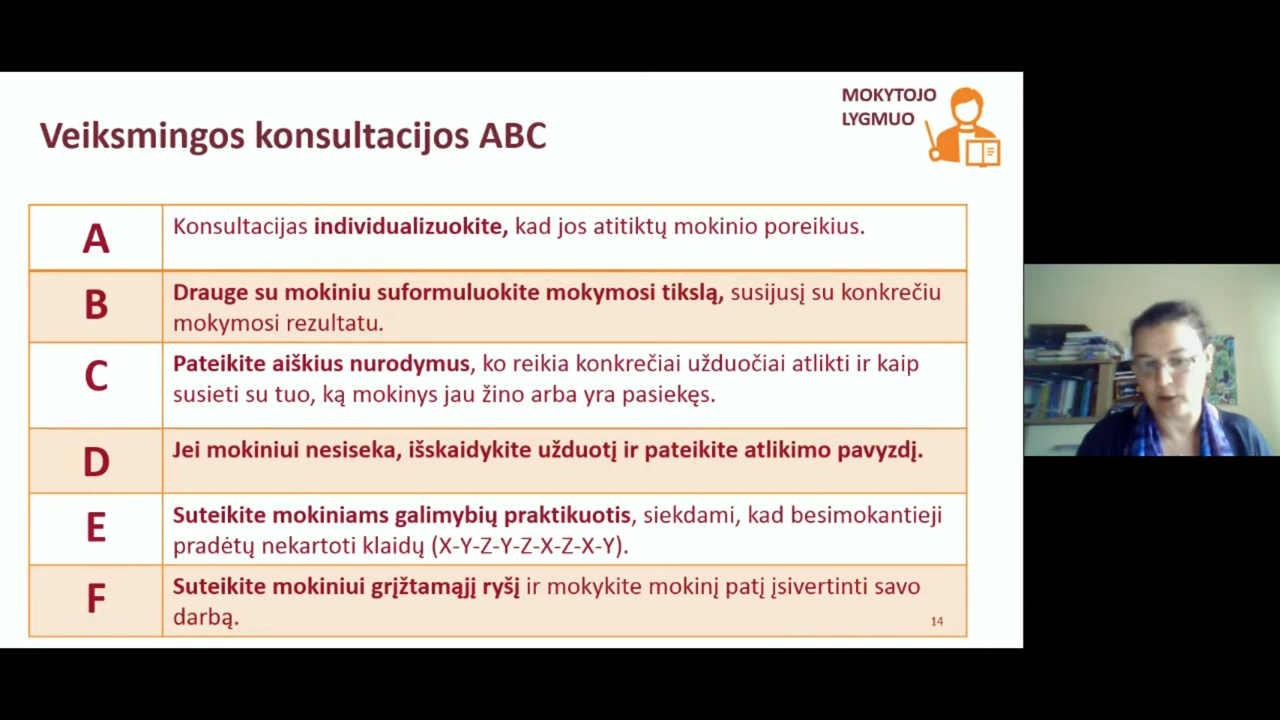 MOKYTOJO
LYGMUO
Veiksmingos konsultacijos ABC
A
Konsultacijas individualizuokite, kad jos atitiktų mokinio poreikius.
B
Drauge su mokiniu suformuluokite mokymosi tikslą, susijusį su konkrečiu
mokymosi rezultatu.
C
Pateikite aiškius nurodymus, ko reikia konkrečiai užduočiai atlikti ir kaip
susieti su tuo, ką mokinys jau žino arba yra pasiekęs.
D
Jei mokiniui nesiseka, išskaidykite užduotį ir pateikite atlikimo pavyzdį.
E
Suteikite mokiniams galimybių praktikuotis, siekdami, kad besimokantieji
pradėtų nekartoti klaidų (X-Y-Z-Y-Z-X-Z-X-Y).
F
Suteikite mokiniui grįžtamąjį ryšį ir mokykite mokinį patį įsivertinti savo
darbą.
14